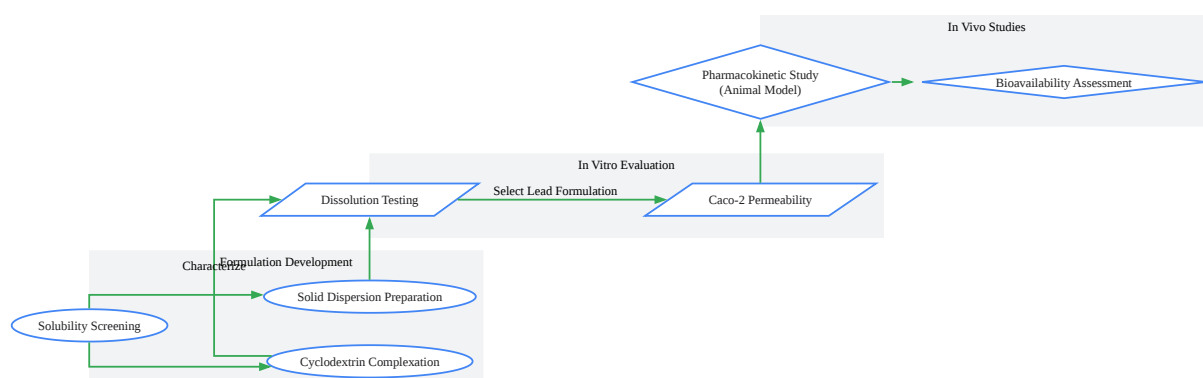 In Vivo Studies
Pharmacokinetic Study
(Animal Model)
Bioavailability Assessment
In Vitro Evaluation
Dissolution Testing
Select Lead Formulation
Caco-2 Permeability
Formulation Development
Characterize
Solid Dispersion Preparation
Solubility Screening
Cyclodextrin Complexation